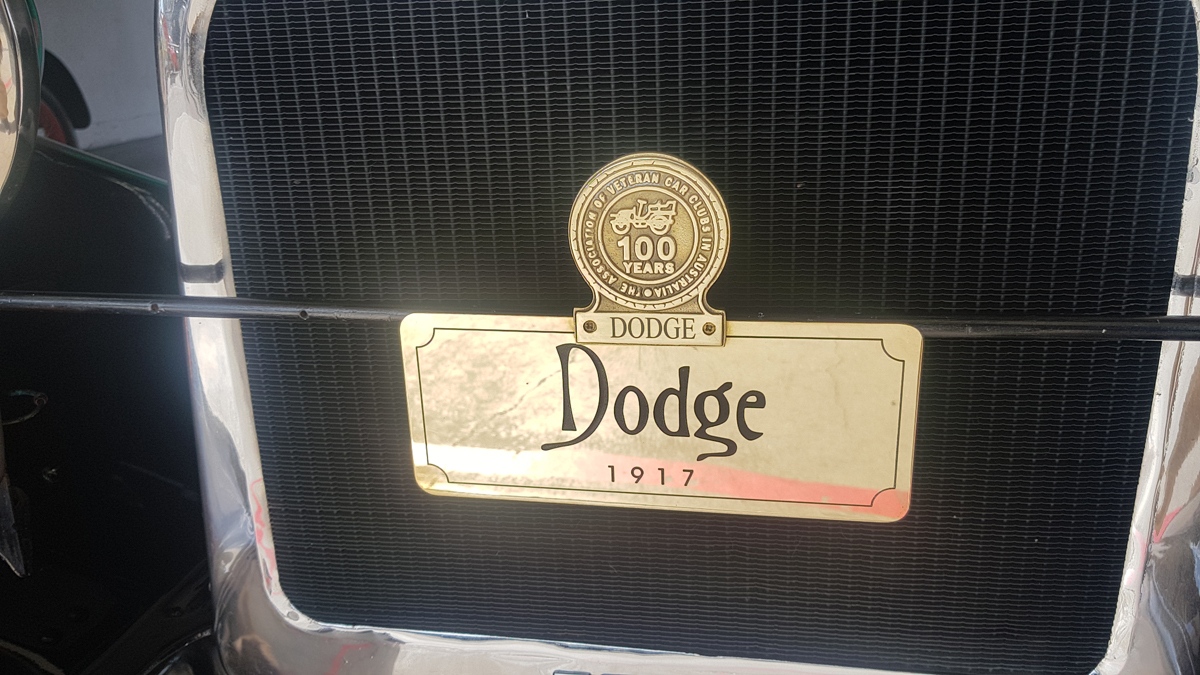 THE ASSOCIATION OF VETERAN CAR CLUBS IN AUSTRALIA
100
YEARS
DODGE
Dodge
1917